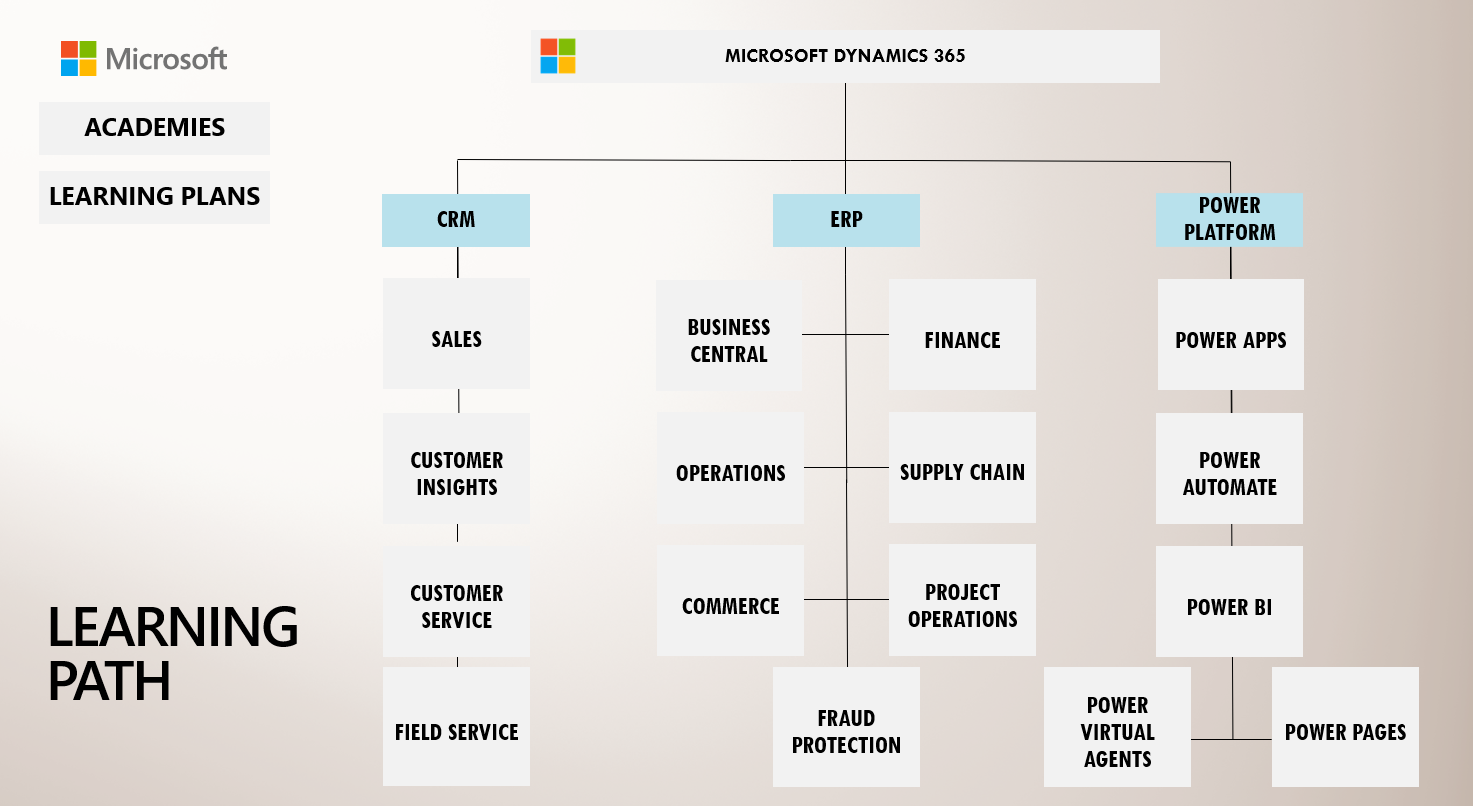 Microsoft
MICROSOFT DYNAMICS 365
ACADEMIES
LEARNING PLANS
CRM
ERP
POWER
PLATFORM
SALES
BUSINESS
CENTRAL
FINANCE
POWER APPS
CUSTOMER
INSIGHTS
OPERATIONS
SUPPLY CHAIN
POWER
AUTOMATE
CUSTOMER
SERVICE
COMMERCE
PROJECT
OPERATIONS
POWER BI
LEARNING
PATH
FIELD SERVICE
FRAUD
PROTECTION
POWER
VIRTUAL
AGENTS
POWER PAGES